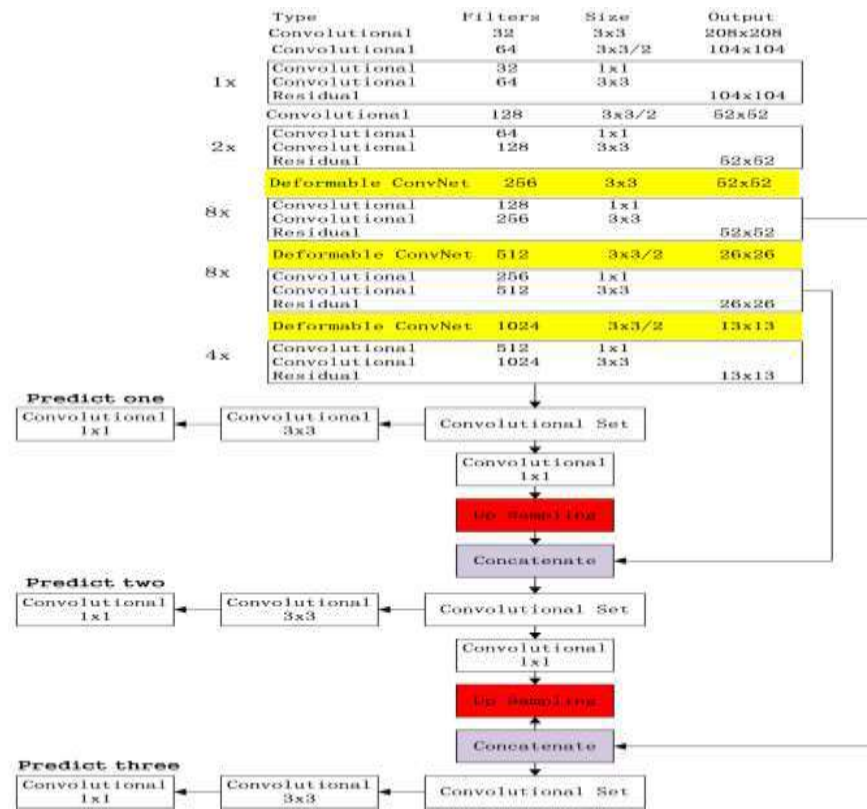 Type Filters Size Output
Convolutional 32 3x3 208x208
Convolutional 64 3x3/2 104x104
1x
Convolutional 32 1x1
Convolutional 64 3x3
Residual 104x104
Convolutional 128 3x3/2 52x52
2x
Convolutional 64 1x1
Convolutional 128 3x3
Residual 52x52
Deformable ConvNet 256 3x3 52x52
8x
Convolutional 128 1x1
Convolutional 256 3x3
Residual 52x52
Deformable ConvNet 512 3x3/2 26x26
8x
Convolutional 256 1x1
Convolutional 512 3x3
Residual 26x26
Deformable ConvNet 1024 3x3/2 13x13
4x
Convolutional 512 1x1
Convolutional 1024 3x3
Residual 13x13
Predict one
Convolutional
1x1
Convolutional
3x3
Convolutional Set
Convolutional
1x1
Up Sampling
Concatenate
Predict two
Convolutional
1x1
Convolutional
3x3
Convolutional Set
Convolutional
1x1
Up Sampling
Concatenate
Predict three
Convolutional
1x1
Convolutional
3x3
Convolutional Set